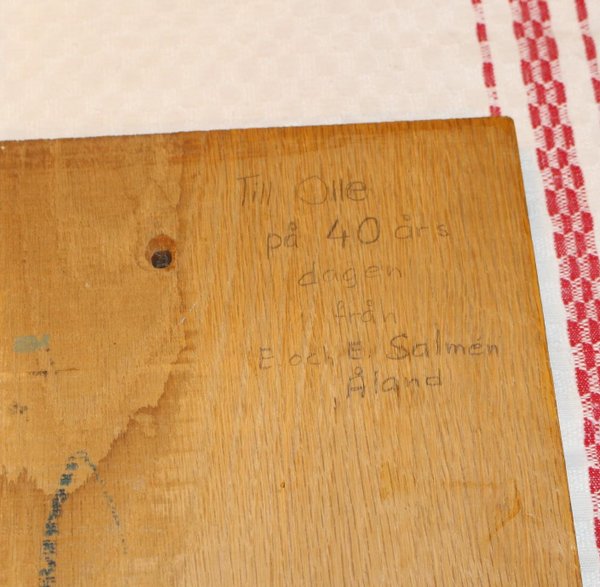 Till Olle
på 40 års
dagen
från
E. och E. Salmén
Åland